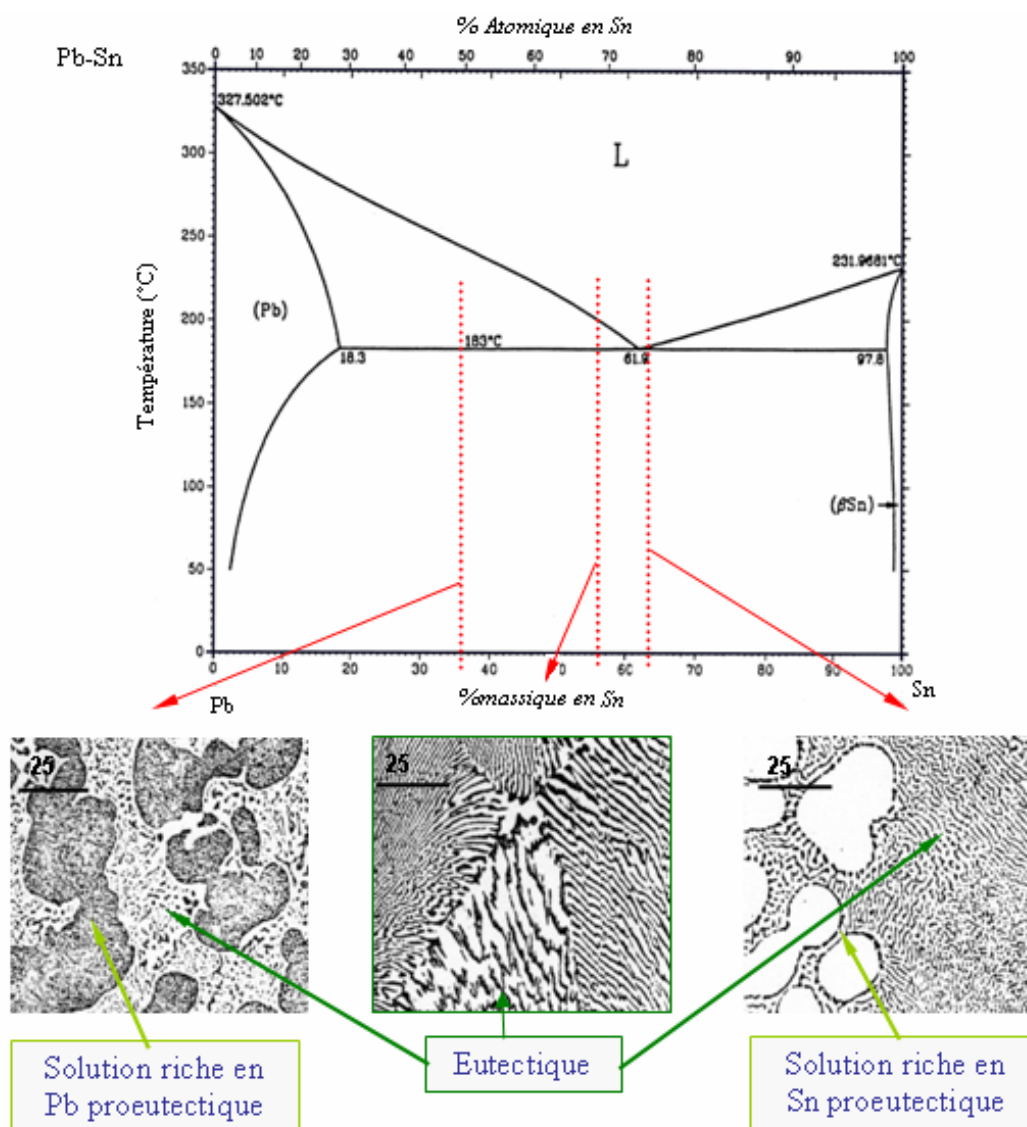 % Atomique en Sn
Pb-Sn
0 10 20 30 40 50 60 70 80 90 100
350
327.502°C
300
L
250
231.9681°C
Température (°C)
(Pb)
200
183°C
18.3
61.9
97.8
150
100
(βSn)
50
0
0 10 20 30 40 50 60 70 80 90 100
Pb
%massique en Sn
Sn
25
25
25
Solution riche en
Pb proeutectique
Eutectique
Solution riche en
Sn proeutectique